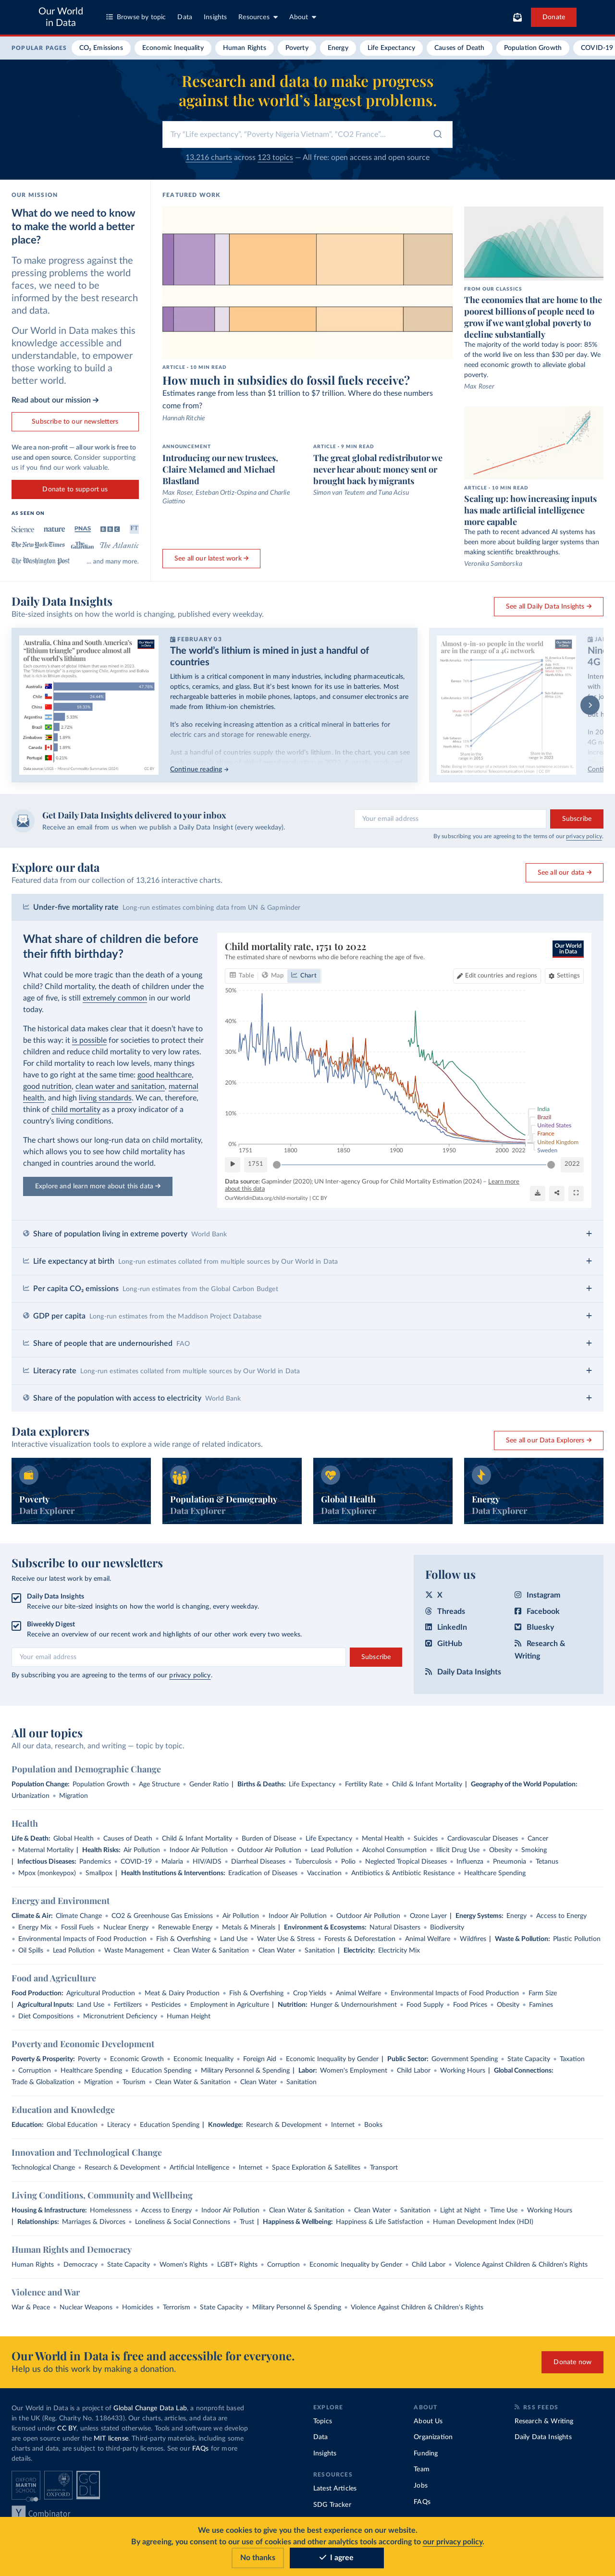 Our World
in Data
Browse by topic
Data
Insights
Resources
About
Donate
POPULAR PAGES
CO₂ Emissions
Economic Inequality
Human Rights
Poverty
Energy
Life Expectancy
Causes of Death
Population Growth
COVID-19
Research and data to make progress
against the world's largest problems.
Try "Life expectancy", "Poverty Nigeria Vietnam", "CO2 France"...
13,216 charts across 123 topics — All free: open access and open source
OUR MISSION
What do we need to know to make the world a better place?
To make progress against the pressing problems the world faces, we need to be informed by the best research and data.
Our World in Data makes this knowledge accessible and understandable, to empower those working to build a better world.
Read about our mission →
Subscribe to our newsletters
We are a non-profit — all our work is free to use and open source. Consider supporting us if you find our work valuable.
Donate to support us
AS SEEN ON
Science
nature
PNAS
BBC
FT
The New York Times
The Guardian
The Atlantic
The Washington Post
... and many more.
FEATURED WORK
ARTICLE - 10 MIN READ
How much in subsidies do fossil fuels receive?
Estimates range from less than $1 trillion to $7 trillion. Where do these numbers come from?
Hannah Ritchie
ANNOUNCEMENT
Introducing our new trustees, Claire Melamed and Michael Blastland
Max Roser, Esteban Ortiz-Ospina and Charlie Giattino
ARTICLE - 9 MIN READ
The great global redistributor we never hear about: money sent or brought back by migrants
Simon van Teutem and Tuna Acisu
See all our latest work →
FROM OUR CLASSICS
The economies that are home to the poorest billions of people need to grow if we want global poverty to decline substantially
The majority of the world today is poor: 85% of the world live on less than $30 per day. We need economic growth to alleviate global poverty.
Max Roser
ARTICLE - 10 MIN READ
Scaling up: how increasing inputs has made artificial intelligence more capable
The path to recent advanced AI systems has been more about building larger systems than making scientific breakthroughs.
Veronika Samborska
Daily Data Insights
Bite-sized insights on how the world is changing, published every weekday.
See all Daily Data Insights →
Australia, China and South America's "lithium triangle" produce almost all of the world's lithium
Australia
Chile
China
Argentina
Brazil
Zimbabwe
Canada
Portugal
FEBRUARY 03
The world's lithium is mined in just a handful of countries
Lithium is a critical component in many industries, including pharmaceuticals, optics, ceramics, and glass. But it's best known for its use in batteries. Most rechargeable batteries in mobile phones, laptops, and consumer electronics are made from lithium-ion chemistries.
It's also recovering extracting attention as a critical mineral in batteries for electric cars and storage for renewable energy.
Just a handful of countries supply the world's lithium. In the chart, you can see
Continue reading →
Almost 9-in-10 people in the world
are in the range of a 4G network
Get Daily Data Insights delivered to your inbox
Receive an email from us when we publish a Daily Data Insight (every weekday).
Your email address
Subscribe
By subscribing you are agreeing to the terms of our privacy policy.
Explore our data
Featured data from our collection of 13,216 interactive charts.
See all our data →
Under-five mortality rate Long-run estimates combining data from UN & Gapminder
What share of children die before their fifth birthday?
What could be more tragic than the death of a young child? Child mortality, the death of children under the age of five, is still extremely common in our world today.
The historical data makes clear that it doesn't have to be this way: it is possible for societies to protect their children and reduce child mortality to very low rates. For child mortality to reach low levels, many things have to go right at the same time: good healthcare, good nutrition, clean water and sanitation, maternal health, and high living standards. We can, therefore, think of child mortality as a proxy indicator of a country's living conditions.
The chart shows our long-run data on child mortality, which allows you to see how child mortality has changed in countries around the world.
Explore and learn more about this data →
Child mortality rate, 1751 to 2022
The estimated share of newborns who die before reaching the age of five.
Our World
in Data
Table
Map
Chart
Edit countries and regions
Settings
50%
40%
30%
20%
10%
0%
1751
1800
1850
1900
1950
2000
2022
India
Brazil
United States
France
United Kingdom
Sweden
1751
2022
Data source: Gapminder (2020); UN Inter-agency Group for Child Mortality Estimation (2024) – Learn more about this data
OurWorldinData.org/child-mortality | CC BY
Share of population living in extreme poverty World Bank
Life expectancy at birth Long-run estimates collated from multiple sources by Our World in Data
Per capita CO₂ emissions Long-run estimates from the Global Carbon Budget
GDP per capita Long-run estimates from the Maddison Project Database
Share of people that are undernourished FAO
Literacy rate Long-run estimates collated from multiple sources by Our World in Data
Share of the population with access to electricity World Bank
Data explorers
Interactive visualization tools to explore a wide range of related indicators.
See all our Data Explorers →
Poverty
Data Explorer
Population & Demography
Data Explorer
Global Health
Data Explorer
Energy
Data Explorer
Subscribe to our newsletters
Receive our latest work by email.
Daily Data Insights
Receive our bite-sized insights on how the world is changing, every weekday.
Biweekly Digest
Receive an overview of our recent work and highlights of our other work every two weeks.
Your email address
Subscribe
By subscribing you are agreeing to the terms of our privacy policy.
Follow us
X
Instagram
Threads
Facebook
LinkedIn
Bluesky
GitHub
Research & Writing
Daily Data Insights
All our topics
All our data, research, and writing — topic by topic.
Population and Demographic Change
Population Change: Population Growth • Age Structure • Gender Ratio | Births & Deaths: Life Expectancy • Fertility Rate • Child & Infant Mortality | Geography of the World Population:
Urbanization • Migration
Health
Life & Death: Global Health • Causes of Death • Child & Infant Mortality • Burden of Disease • Life Expectancy • Mental Health • Suicides • Cardiovascular Diseases • Cancer
• Maternal Mortality | Health Risks: Air Pollution • Indoor Air Pollution • Outdoor Air Pollution • Lead Pollution • Alcohol Consumption • Illicit Drug Use • Obesity • Smoking
| Infectious Diseases: Pandemics • COVID-19 • Malaria • HIV/AIDS • Diarrheal Diseases • Tuberculosis • Polio • Neglected Tropical Diseases • Influenza • Pneumonia • Tetanus
• Mpox (monkeypox) • Smallpox | Health Institutions & Interventions: Eradication of Diseases • Vaccination • Antibiotics & Antibiotic Resistance • Healthcare Spending
Energy and Environment
Climate & Air: Climate Change • CO2 & Greenhouse Gas Emissions • Air Pollution • Indoor Air Pollution • Outdoor Air Pollution • Ozone Layer | Energy Systems: Energy • Access to Energy
• Energy Mix • Fossil Fuels • Nuclear Energy • Renewable Energy • Metals & Minerals | Environment & Ecosystems: Natural Disasters • Biodiversity
• Environmental Impacts of Food Production • Fish & Overfishing • Land Use • Water Use & Stress • Forests & Deforestation • Animal Welfare • Wildfires | Waste & Pollution: Plastic Pollution
• Oil Spills • Lead Pollution • Waste Management • Clean Water & Sanitation • Clean Water • Sanitation | Electricity: Electricity Mix
Food and Agriculture
Food Production: Agricultural Production • Meat & Dairy Production • Fish & Overfishing • Crop Yields • Animal Welfare • Environmental Impacts of Food Production • Farm Size
| Agricultural Inputs: Land Use • Fertilizers • Pesticides • Employment in Agriculture | Nutrition: Hunger & Undernourishment • Food Supply • Food Prices • Obesity • Famines
• Diet Compositions • Micronutrient Deficiency • Human Height
Poverty and Economic Development
Poverty & Prosperity: Poverty • Economic Growth • Economic Inequality • Foreign Aid • Economic Inequality by Gender | Public Sector: Government Spending • State Capacity • Taxation
• Corruption • Healthcare Spending • Education Spending • Military Personnel & Spending | Labor: Women's Employment • Child Labor • Working Hours | Global Connections:
Trade & Globalization • Migration • Tourism • Clean Water & Sanitation • Clean Water • Sanitation
Education and Knowledge
Education: Global Education • Literacy • Education Spending | Knowledge: Research & Development • Internet • Books
Innovation and Technological Change
Technological Change • Research & Development • Artificial Intelligence • Internet • Space Exploration & Satellites • Transport
Living Conditions, Community and Wellbeing
Housing & Infrastructure: Homelessness • Access to Energy • Indoor Air Pollution • Clean Water & Sanitation • Clean Water • Sanitation • Light at Night • Time Use • Working Hours
| Relationships: Marriages & Divorces • Loneliness & Social Connections • Trust | Happiness & Wellbeing: Happiness & Life Satisfaction • Human Development Index (HDI)
Human Rights and Democracy
Human Rights • Democracy • State Capacity • Women's Rights • LGBT+ Rights • Corruption • Economic Inequality by Gender • Child Labor • Violence Against Children & Children's Rights
Violence and War
War & Peace • Nuclear Weapons • Homicides • Terrorism • State Capacity • Military Personnel & Spending • Violence Against Children & Children's Rights
Our World in Data is free and accessible for everyone.
Help us do this work by making a donation.
Donate now
Our World in Data is a project of Global Change Data Lab, a nonprofit based in the UK (Reg. Charity No. 1186433). Our charts, articles, and data are licensed under CC BY, unless stated otherwise. Tools and software we develop are open source under the MIT license. Third-party materials, including some charts and data, are subject to third-party licenses. See our FAQs for more details.
OXFORD MARTIN SCHOOL
UNIVERSITY OF OXFORD
GCDL
Y Combinator
EXPLORE
Topics
Data
Insights
RESOURCES
Latest Articles
SDG Tracker
ABOUT
About Us
Organization
Funding
Team
Jobs
FAQs
RSS FEEDS
Research & Writing
Daily Data Insights
We use cookies to give you the best experience on our website.
By agreeing, you consent to our use of cookies and other analytics tools according to our privacy policy.
No thanks
I agree